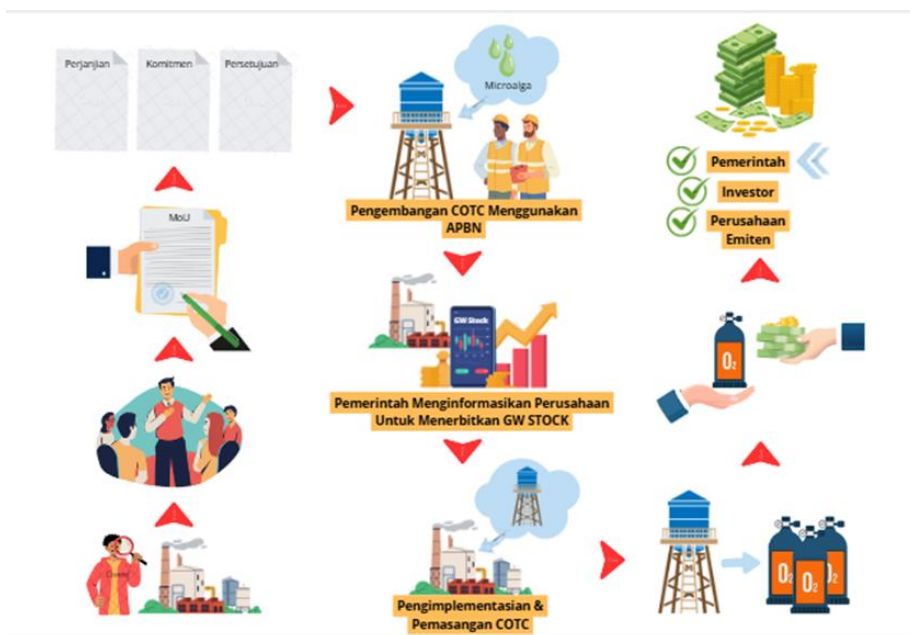 Perjanjian
Komitmen
Persetujuan
MoU
Microalga
Pengembangan COTC Menggunakan
APBN
GW Stock
Pemerintah Menginformasikan Perusahaan
Untuk Menerbitkan GW STOCK
Pengimplementasian &
Pemasangan COTC
O₂
O₂
O₂
O₂
Pemerintah
Investor
Perusahaan
Emiten